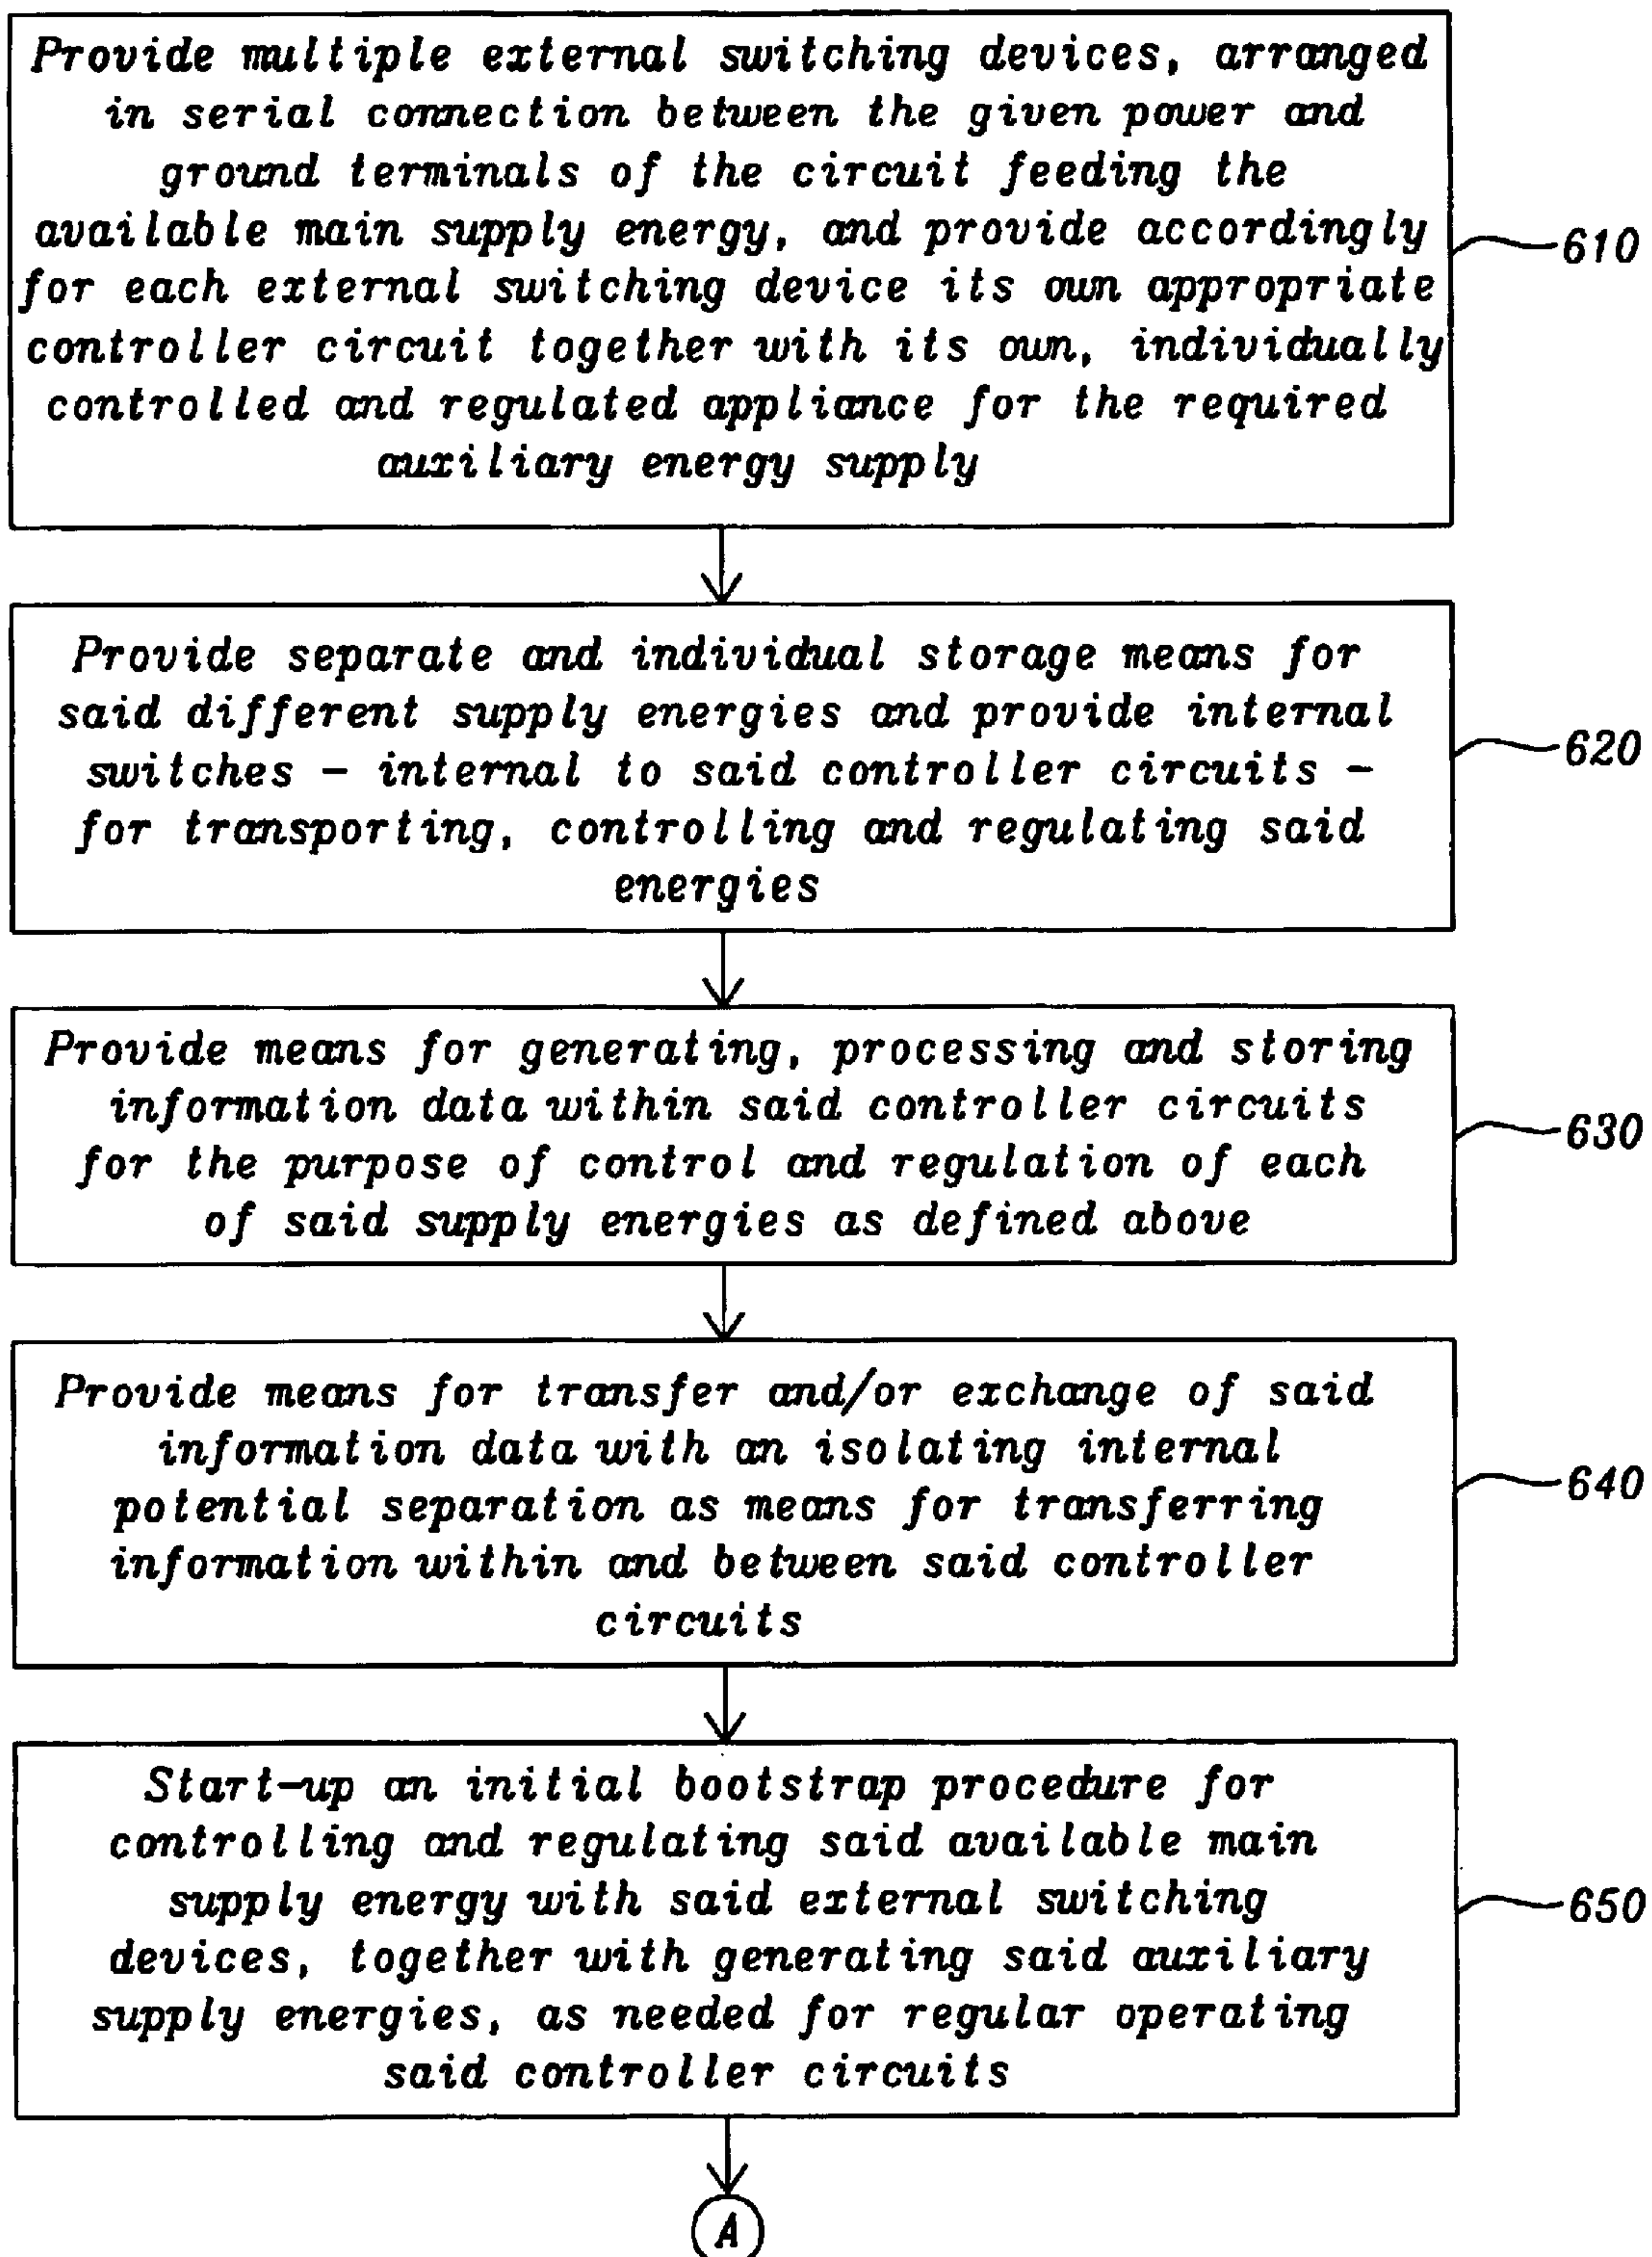 Provide multiple external switching devices, arranged
in serial connection between the given power and
ground terminals of the circuit feeding the
available main supply energy, and provide accordingly
for each external switching device its own appropriate
controller circuit together with its own, individually
controlled and regulated appliance for the required
auxiliary energy supply
610
Provide separate and individual storage means for
said different supply energies and provide internal
switches - internal to said controller circuits -
for transporting, controlling and regulating said
energies
620
Provide means for generating, processing and storing
information data within said controller circuits
for the purpose of control and regulation of each
of said supply energies as defined above
630
Provide means for transfer and/or exchange of said
information data with an isolating internal
potential separation as means for transferring
information within and between said controller
circuits
640
Start-up an initial bootstrap procedure for
controlling and regulating said available main
supply energy with said external switching
devices, together with generating said auxiliary
supply energies, as needed for regular operating
said controller circuits
650
A